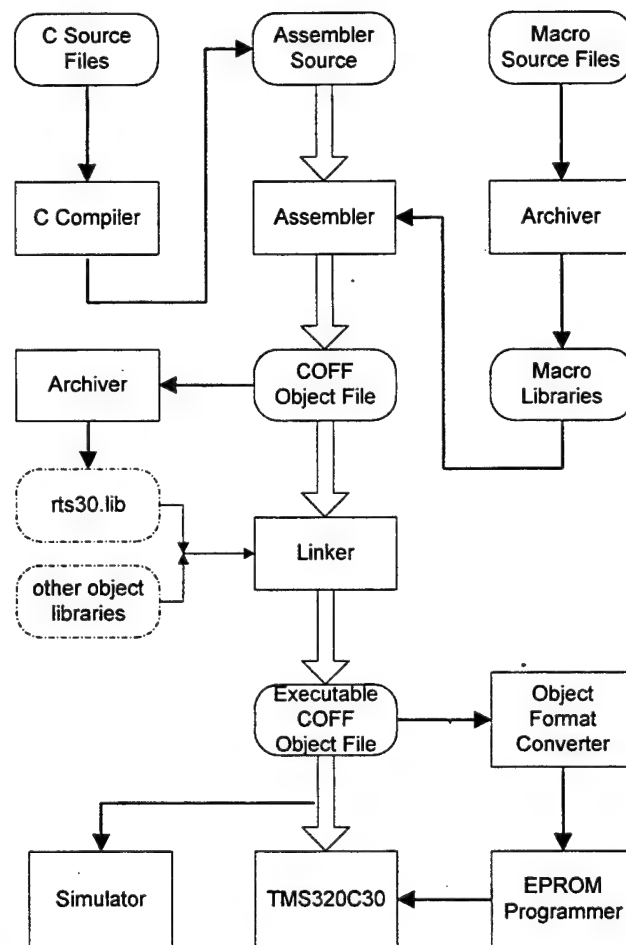 C Source
Files
Assembler
Source
Macro
Source Files
C Compiler
Assembler
Archiver
Archiver
COFF
Object File
Macro
Libraries
rts30.lib
Linker
other object
libraries
Executable
COFF
Object File
Object
Format
Converter
Simulator
TMS320C30
EPROM
Programmer